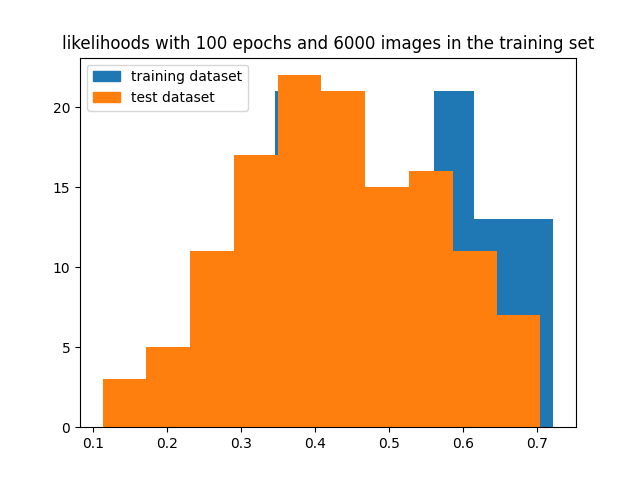 likelihoods with 100 epochs and 6000 images in the training set
training dataset
test dataset
20
15
10
5
0
0.1 0.2 0.3 0.4 0.5 0.6 0.7